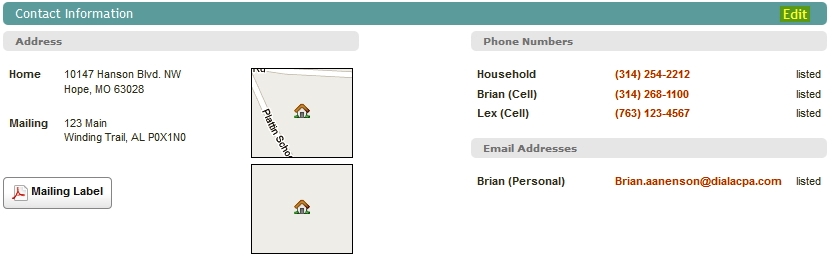 Contact Information
Edit
Address
Home
10147 Hanson Blvd. NW
Hope, MO 63028
Mailing
123 Main
Winding Trail, AL P0X1N0
Mailing Label
Plattin Schoo
Phone Numbers
Household (314) 254-2212 listed
Brian (Cell) (314) 268-1100 listed
Lex (Cell) (763) 123-4567 listed
Email Addresses
Brian (Personal) Brian.aanenson@dialacpa.com listed